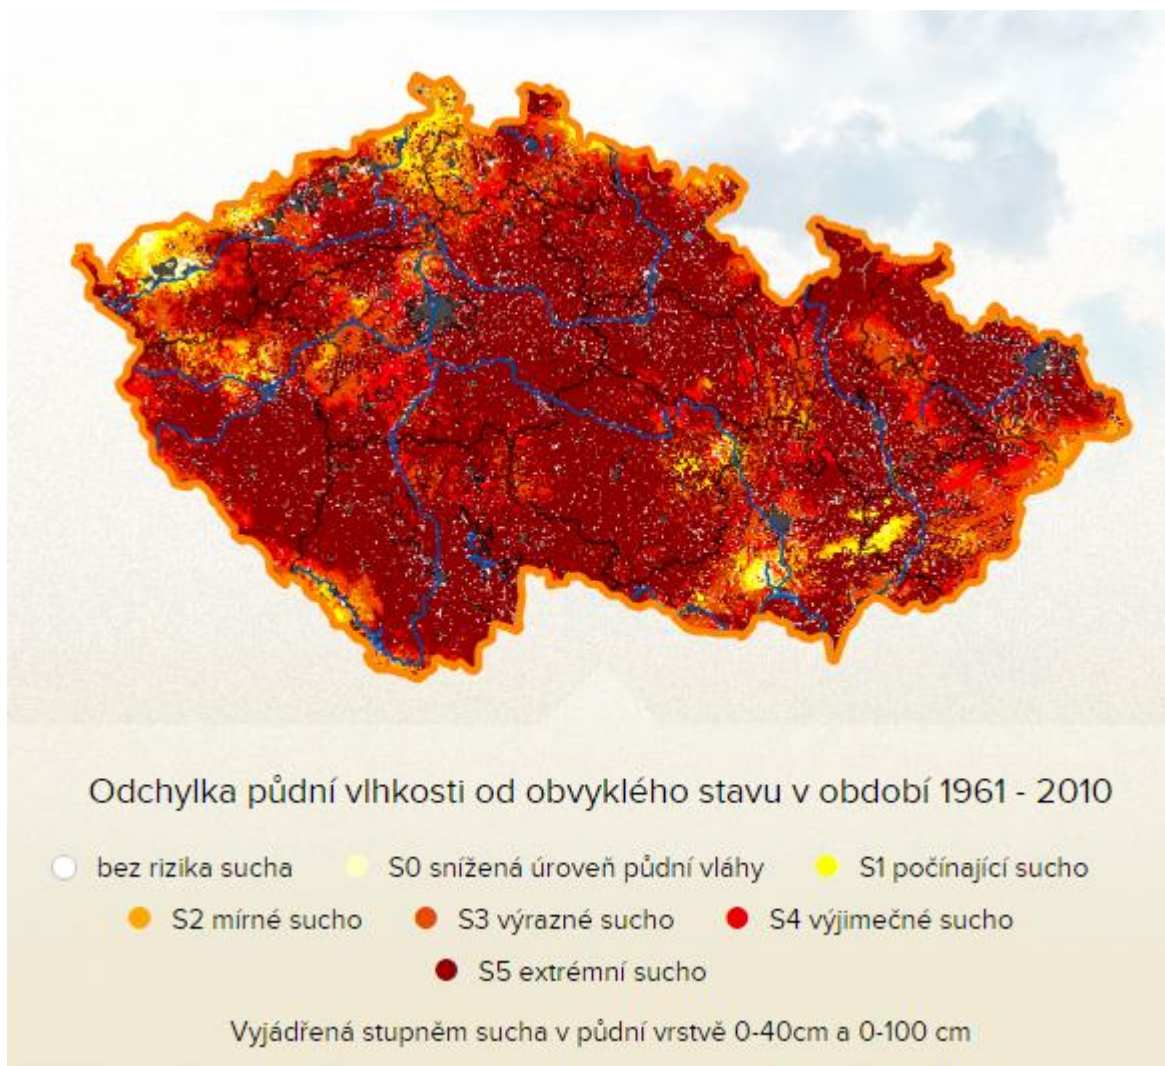 Odchylka půdní vlhkosti od obvyklého stavu v období 1961 - 2010
bez rizika sucha S0 snížená úroveň půdní vláhy S1 počínající sucho
S2 mírné sucho S3 výrazné sucho S4 výjimečné sucho
S5 extrémní sucho
Vyjádřená stupněm sucha v půdní vrstvě 0-40cm a 0-100 cm